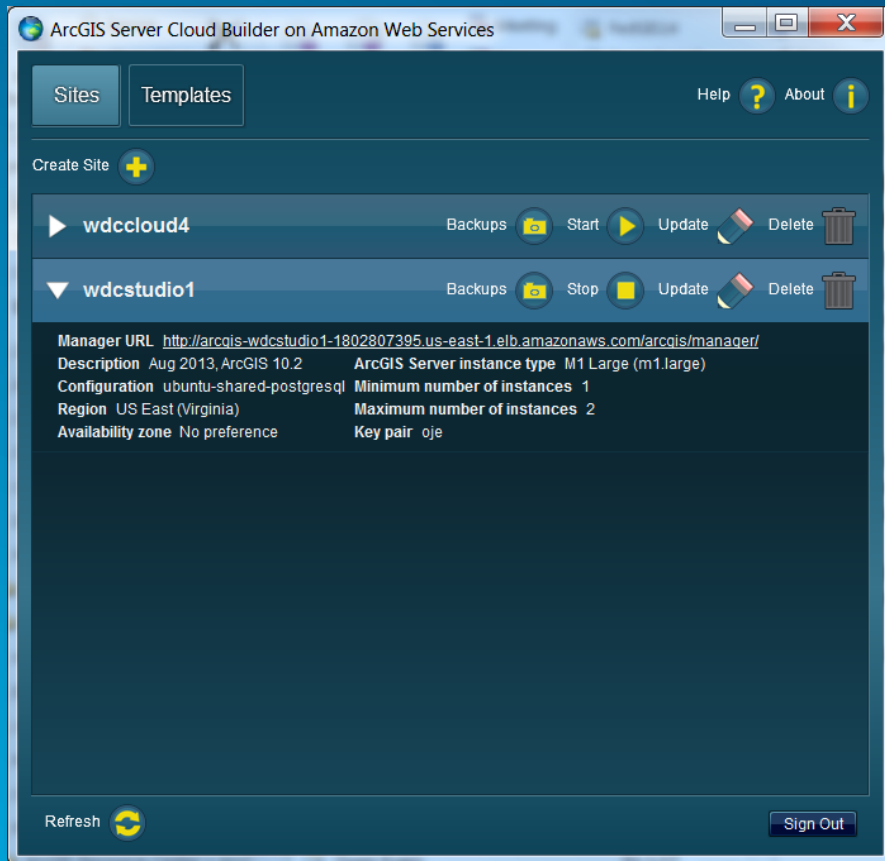 ArcGIS Server Cloud Builder on Amazon Web Services
Sites Templates Help ? About i
Create Site
wdccloud4 Backups Start Update Delete
wdcstudio1 Backups Stop Update Delete
Manager URL http://arcgis-wdcstudio1-1802807395.us-east-1.elb.amazonaws.com/arcgis/manager/
Description Aug 2013, ArcGIS 10.2 ArcGIS Server instance type M1 Large (m1.large)
Configuration ubuntu-shared-postgresql Minimum number of instances 1
Region US East (Virginia) Maximum number of instances 2
Availability zone No preference Key pair oje
Refresh Sign Out